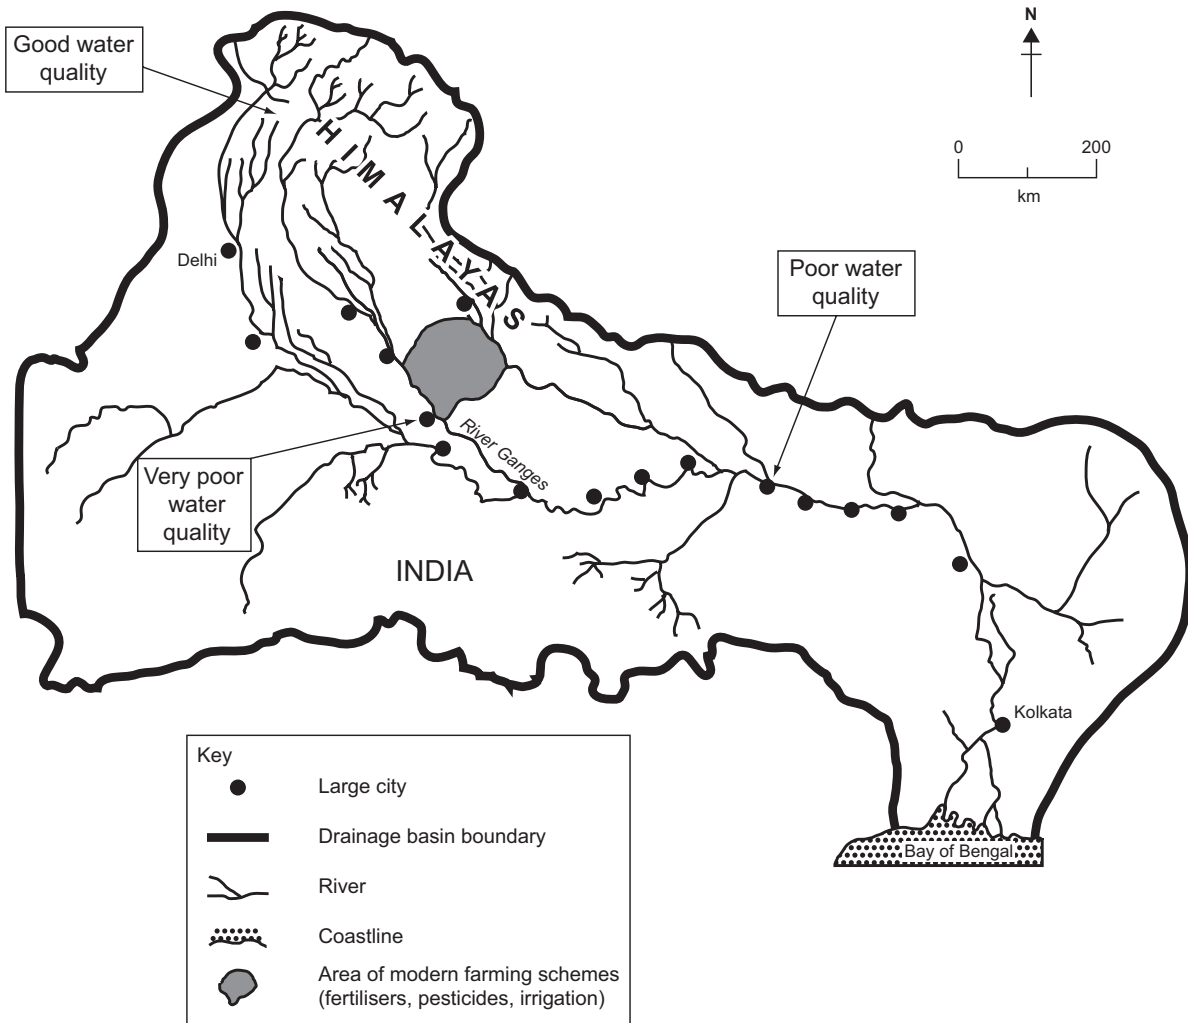 Good water
quality
N
0 200
km
HIMALAYAS
Delhi
Poor water
quality
River Ganges
Very poor
water
quality
INDIA
Kolkata
Bay of Bengal
Key
Large city
Drainage basin boundary
River
Coastline
Area of modern farming schemes
(fertilisers, pesticides, irrigation)